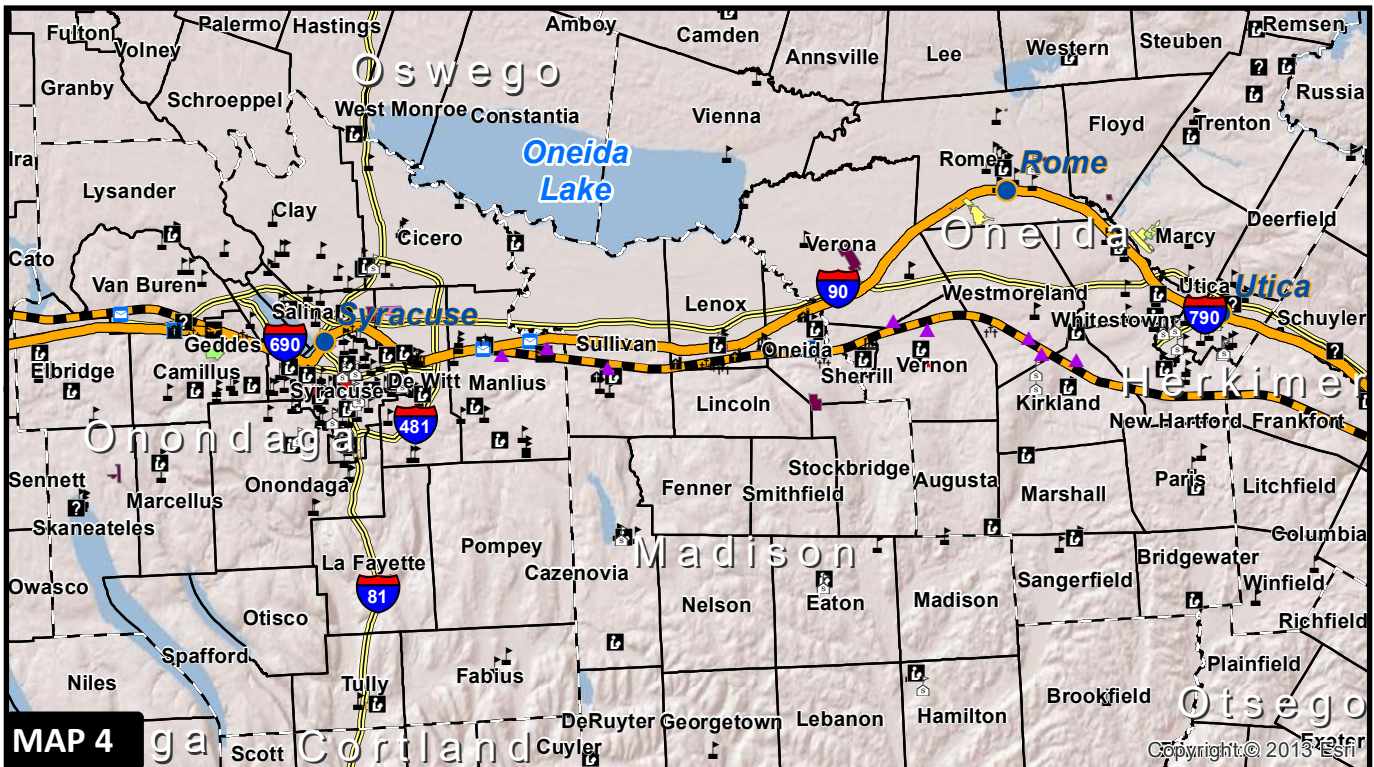 Fulton
Volney
Palermo
Hastings
Amboy
Camden
Annsville
Lee
Western
Steuben
Remsen
Granby
Oswego
Schroeppel
West Monroe
Constantia
Vienna
Floyd
Trenton
Russia
Ira
Oneida
Lake
Rome
Rome
Lysander
Clay
Cicero
Deerfield
Cato
Verona
Oneida
Marcy
Van Buren
Lenox
90
Westmoreland
Utica
Utica
Salina
Syracuse
Whitestown
790
Schuyler
690
Geddes
Sullivan
Oneida
Elbridge
Camillus
Syracuse
De Witt
Manlius
Sherrill
Vernon
Herkimer
Lincoln
Kirkland
481
New Hartford
Frankfort
Onondaga
Sennett
Marcellus
Onondaga
Stockbridge
Fenner
Smithfield
Augusta
Marshall
Paris
Litchfield
Skaneateles
Columbia
La Fayette
Pompey
Cazenovia
Madison
Bridgewater
Owasco
81
Nelson
Eaton
Madison
Sangerfield
Winfield
Otisco
Richfield
Spafford
Plainfield
Niles
Tully
Fabius
Brookfield
Otsego
DeRuyter
Georgetown
Lebanon
Hamilton
MAP 4
ga
Scott
Cortland
Cuyler
Exeter
Copyright:© 2013 Esri